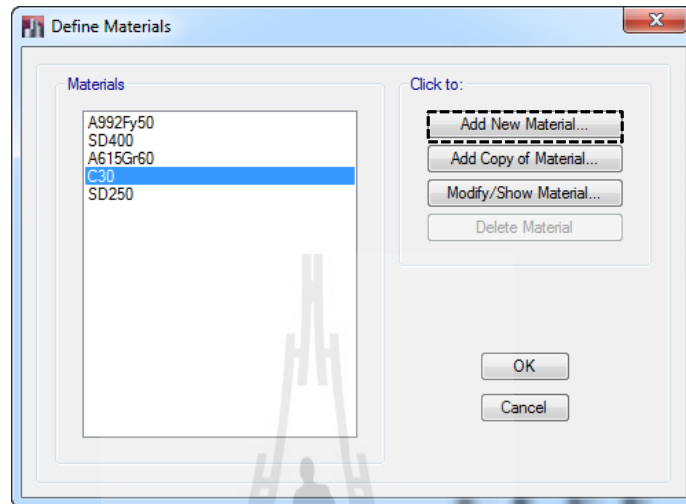 Define Materials
Materials
A992Fy50
SD400
A615Gr60
C30
SD250
Click to:
Add New Material...
Add Copy of Material...
Modify/Show Material...
Delete Material
OK
Cancel